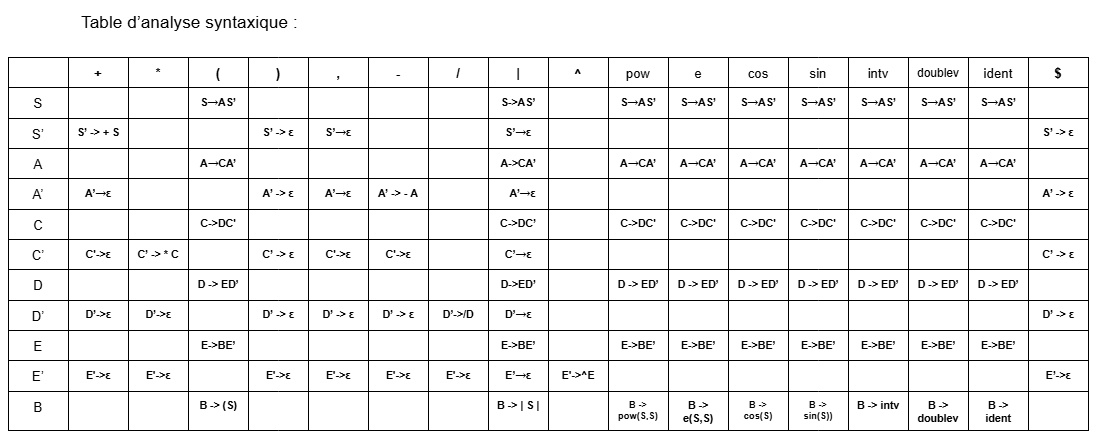 Table d’analyse syntaxique :
+ * ( ) , - / | ^ pow e cos sin intv doublev ident $
S S→AS’ S->AS’ S→AS’ S→AS’ S→AS’ S→AS’ S→AS’ S→AS’ S→AS’
S’ S’ -> + S S’ -> ε S’→ε S’→ε S’ -> ε
A A→CA’ A->CA’ A→CA’ A→CA’ A→CA’ A→CA’ A→CA’ A→CA’ A→CA’
A’ A’→ε A’ -> ε A’→ε A’ -> - A A’→ε A’ -> ε
C C->DC’ C->DC’ C->DC’ C->DC’ C->DC’ C->DC’ C->DC’ C->DC’ C->DC’
C’ C’->ε C’ -> * C C’ -> ε C’->ε C’->ε C’→ε C’ -> ε
D D -> ED’ D->ED’ D -> ED’ D -> ED’ D -> ED’ D -> ED’ D -> ED’ D -> ED’ D -> ED’
D’ D’->ε D’->ε D’ -> ε D’ -> ε D’ -> ε D’->/D D’→ε D’ -> ε
E E->BE’ E->BE’ E->BE’ E->BE’ E->BE’ E->BE’ E->BE’ E->BE’ E->BE’
E’ E’->ε E’->ε E’->ε E’->ε E’->ε E’->ε E’→ε E’->^E E’->ε
B B -> (S) B -> | S | B -> pow(S,S) B -> e(S,S) B -> cos(S) B -> sin(S)) B -> intv B -> doublev B -> ident